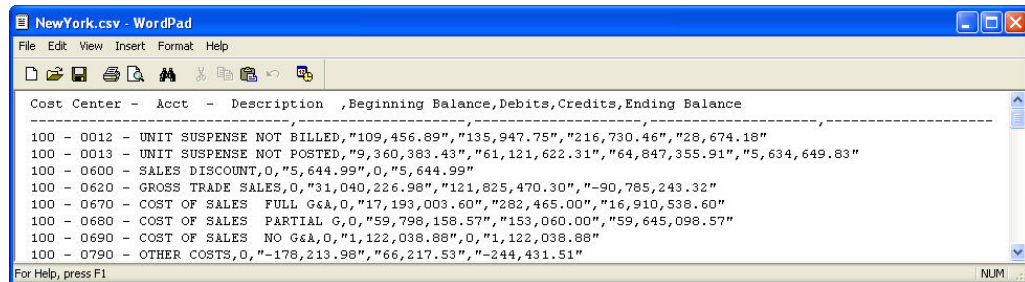 NewYork.csv - WordPad
File Edit View Insert Format Help
Cost Center - Acct - Description ,Beginning Balance,Debits,Credits,Ending Balance
-------------------------------,--------------------,--------------------,--------------------,--------------------
100 - 0012 - UNIT SUSPENSE NOT BILLED,"109,456.89","135,947.75","216,730.46","28,674.18"
100 - 0013 - UNIT SUSPENSE NOT POSTED,"9,360,383.43","61,121,622.31","64,847,355.91","5,634,649.83"
100 - 0600 - SALES DISCOUNT,0,"5,644.99",0,"5,644.99"
100 - 0620 - GROSS TRADE SALES,0,"31,040,226.98","121,825,470.30","-90,785,243.32"
100 - 0670 - COST OF SALES  FULL G&A,0,"17,193,003.60","282,465.00","16,910,538.60"
100 - 0680 - COST OF SALES  PARTIAL G,0,"59,798,158.57","153,060.00","59,645,098.57"
100 - 0690 - COST OF SALES  NO G&A,0,"1,122,038.88",0,"1,122,038.88"
100 - 0790 - OTHER COSTS,0,"-178,213.98","66,217.53","-244,431.51"
For Help, press F1
NUM